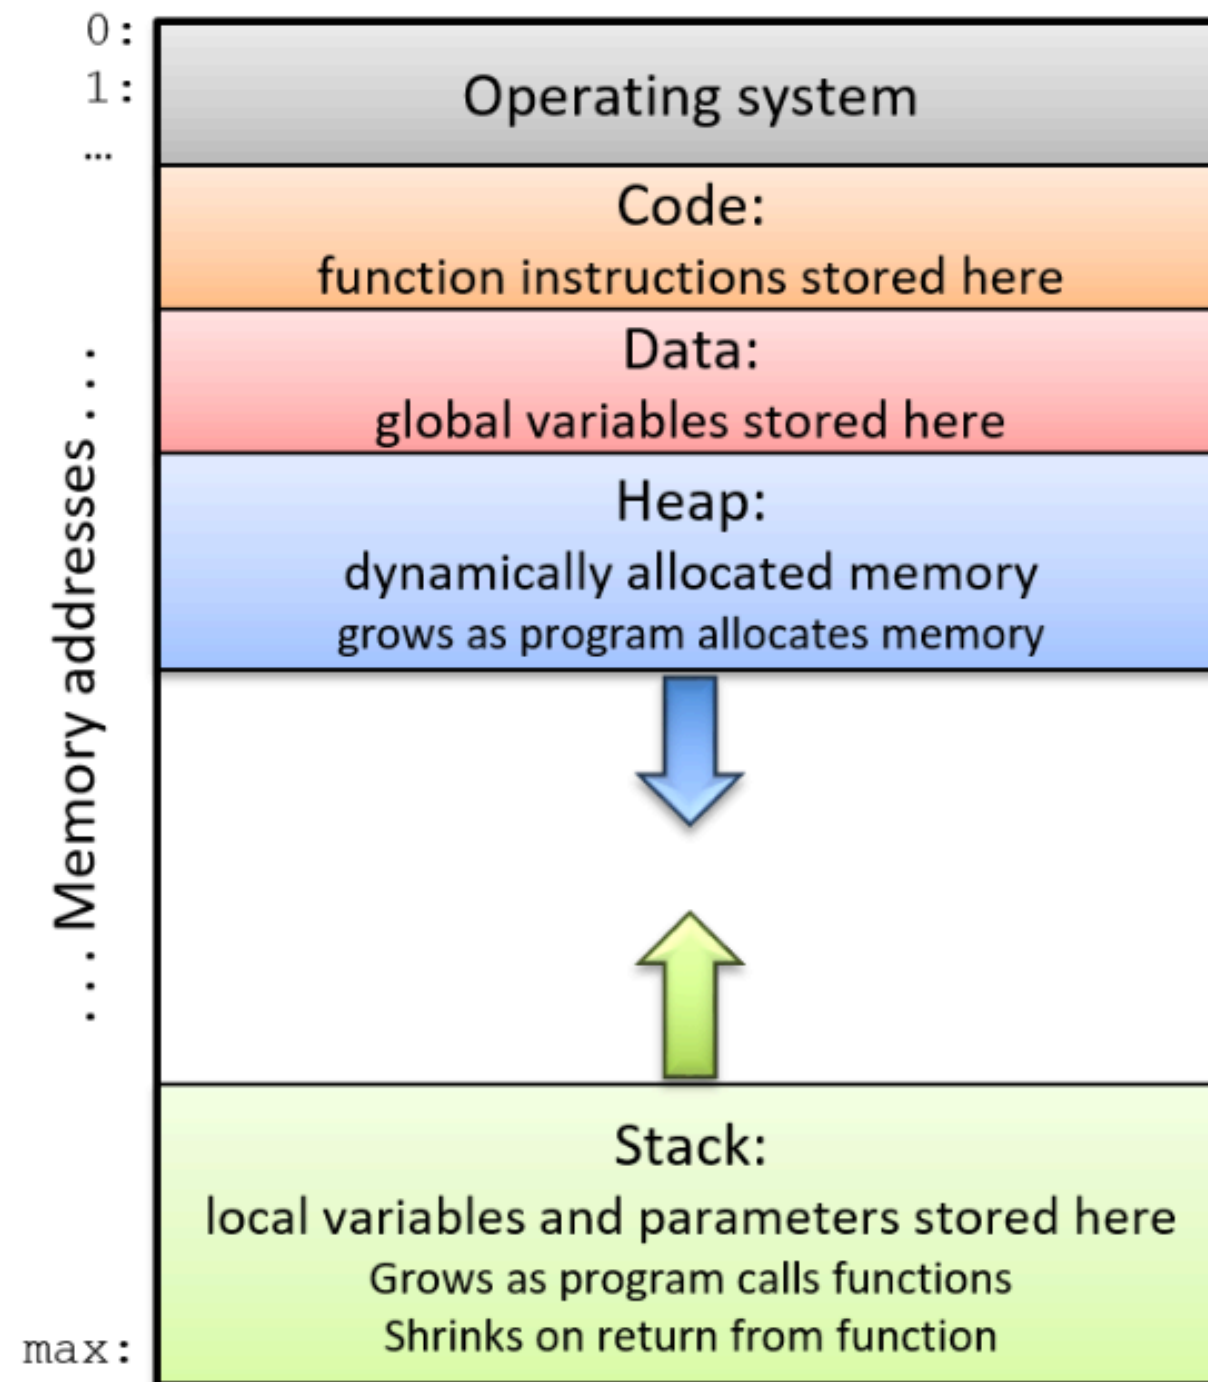 0:
1:
...
Operating system
Code:
function instructions stored here
Data:
global variables stored here
Heap:
dynamically allocated memory
grows as program allocates memory
. . . Memory addresses . . .
Stack:
local variables and parameters stored here
Grows as program calls functions
Shrinks on return from function
max: